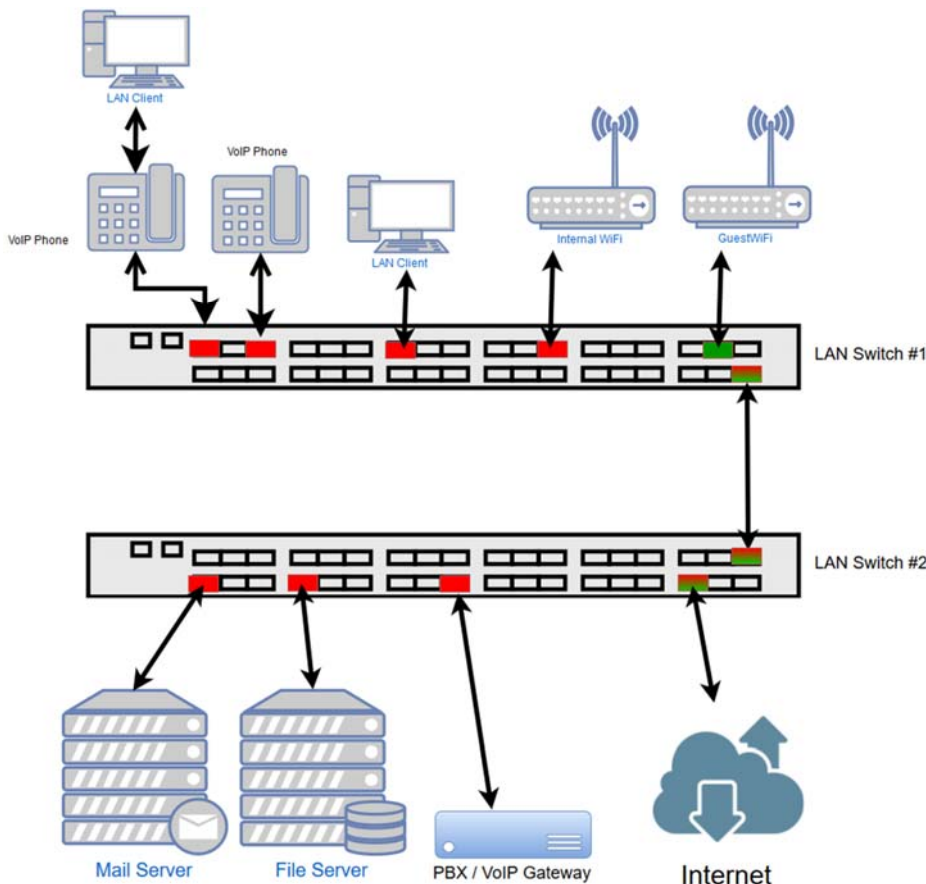 LAN Client
VoIP Phone
VoIP Phone
LAN Client
Internal WiFi
GuestWiFi
LAN Switch #1
LAN Switch #2
Mail Server
File Server
PBX / VoIP Gateway
Internet